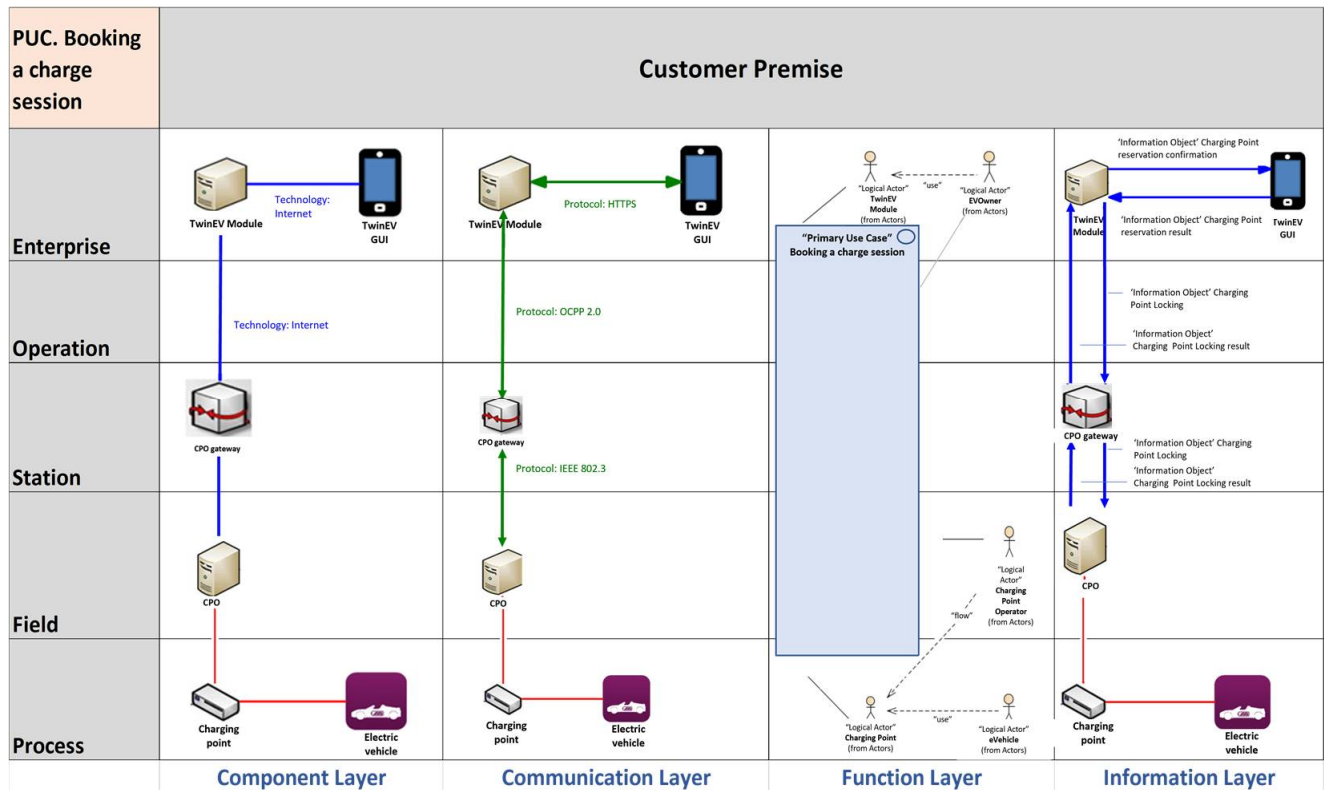 PUC. Booking
a charge
session
Customer Premise
Enterprise
TwinEV Module
Technology:
Internet
TwinEV
GUI
TwinEV Module
Protocol: HTTPS
TwinEV
GUI
"Logical Actor"
TwinEV
Module
(from Actors)
"use"
"Logical Actor"
EVOwner
(from Actors)
"Primary Use Case"
Booking a charge session
'Information Object' Charging Point
reservation confirmation
TwinEV
Module
'Information Object' Charging Point
reservation result
TwinEV
GUI
Operation
Technology: Internet
Protocol: OCPP 2.0
'Information Object' Charging
Point Locking
'Information Object'
Charging Point Locking result
Station
CPO gateway
CPO gateway
Protocol: IEEE 802.3
CPO gateway
'Information Object' Charging
Point Locking
'Information Object'
Charging Point Locking result
Field
CPO
CPO
"Logical
Actor"
Charging
Point
Operator
(from Actors)
"flow"
CPO
Process
Charging
point
Electric
vehicle
Charging
point
Electric
vehicle
"Logical Actor"
Charging Point
(from Actors)
"use"
"Logical Actor"
eVehicle
(from Actors)
Charging
point
Electric
vehicle
Component Layer
Communication Layer
Function Layer
Information Layer